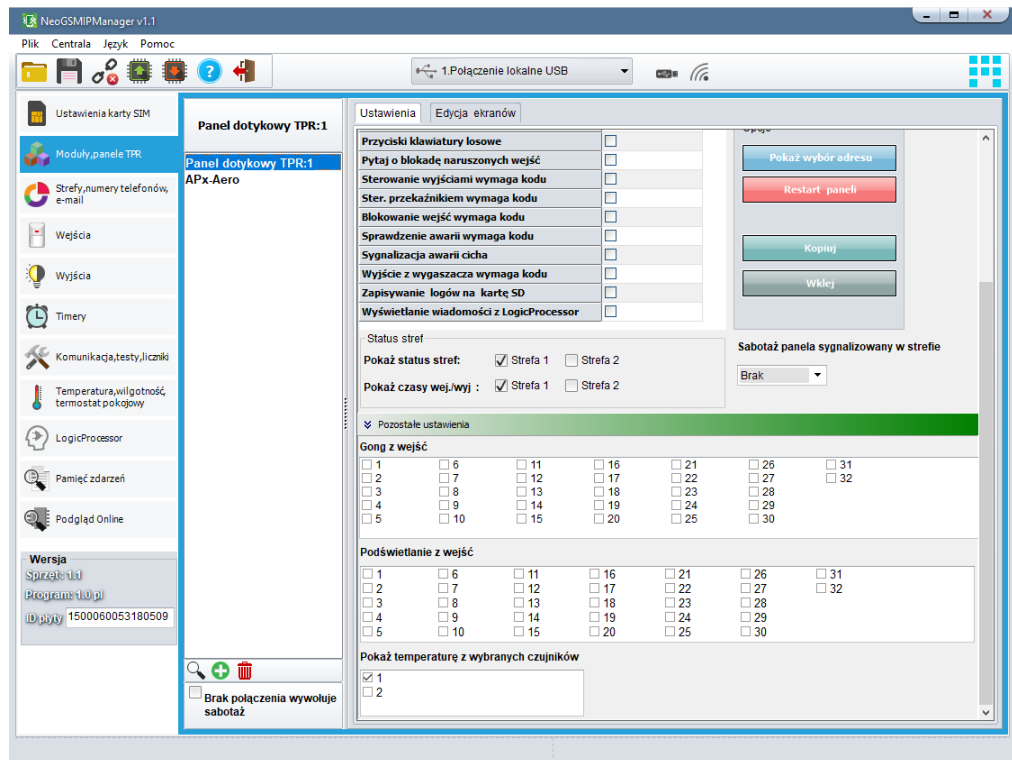 NeoGSMIPManager v1.1
Plik Centrala Język Pomoc
1.Połączenie lokalne USB
Ustawienia karty SIM
Moduły,panele TPR
Strefy,numery telefonów,
e-mail
Wejścia
Wyjścia
Timery
Komunikacja,testy,liczniki
Temperatura,wilgotność,
termostat pokojowy
LogicProcessor
Pamięć zdarzeń
Podgląd Online
Wersja
Sprzęt: 1.1
Program: 1.0 pl
ID płyty 1500060053180509
Panel dotykowy TPR:1
Panel dotykowy TPR:1
APx-Aero
Brak połączenia wywołuje
sabotaż
Ustawienia Edycja ekranów
Przyciski klawiatury losowe
Pytaj o blokadę naruszonych wejść
Sterowanie wyjściami wymaga kodu
Ster. przekaźnikiem wymaga kodu
Blokowanie wejść wymaga kodu
Sprawdzenie awarii wymaga kodu
Sygnalizacja awarii cicha
Wyjście z wygaszacza wymaga kodu
Zapisywanie logów na kartę SD
Wyświetlanie wiadomości z LogicProcessor
Opcje
Pokaż wybór adresu
Restart paneli
Kopiuj
Wklej
Status stref
Pokaż status stref: Strefa 1 Strefa 2
Pokaż czasy wej./wyj : Strefa 1 Strefa 2
Sabotaż panela sygnalizowany w strefie
Brak
Pozostałe ustawienia
Gong z wejść
1 6 11 16 21 26 31
2 7 12 17 22 27 32
3 8 13 18 23 28
4 9 14 19 24 29
5 10 15 20 25 30
Podświetlanie z wejść
1 6 11 16 21 26 31
2 7 12 17 22 27 32
3 8 13 18 23 28
4 9 14 19 24 29
5 10 15 20 25 30
Pokaż temperaturę z wybranych czujników
1
2